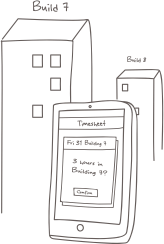 Build 7
Build 8
Timesheet
Fri 31 Building 7
3 hours in
Building 7?
Confirm